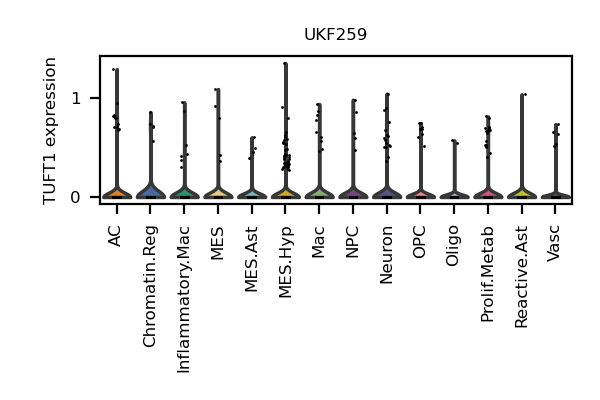 UKF259
TUFT1 expression
1
0
AC
Chromatin.Reg
Inflammatory.Mac
MES
MES.Ast
MES.Hyp
Mac
NPC
Neuron
OPC
Oligo
Prolif.Metab
Reactive.Ast
Vasc